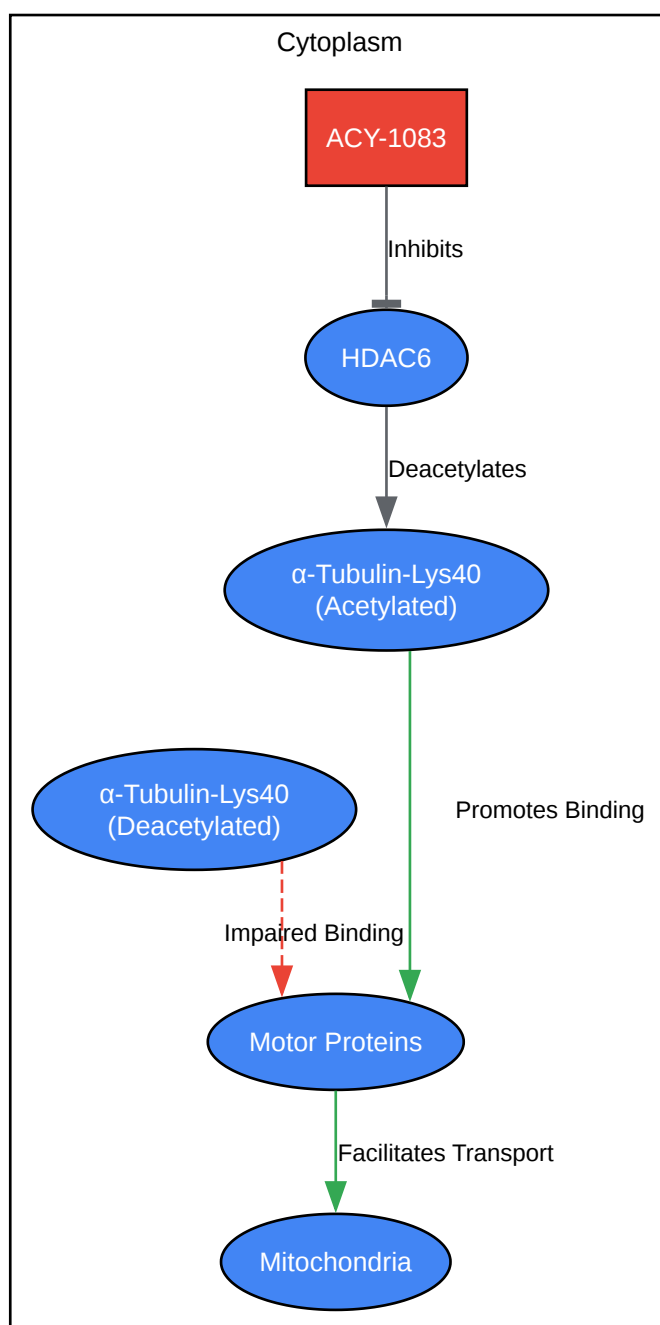 Cytoplasm
ACY-1083
Inhibits
HDAC6
Deacetylates
α-Tubulin-Lys40
(Acetylated)
α-Tubulin-Lys40
(Deacetylated)
Promotes Binding
Impaired Binding
Motor Proteins
Facilitates Transport
Mitochondria